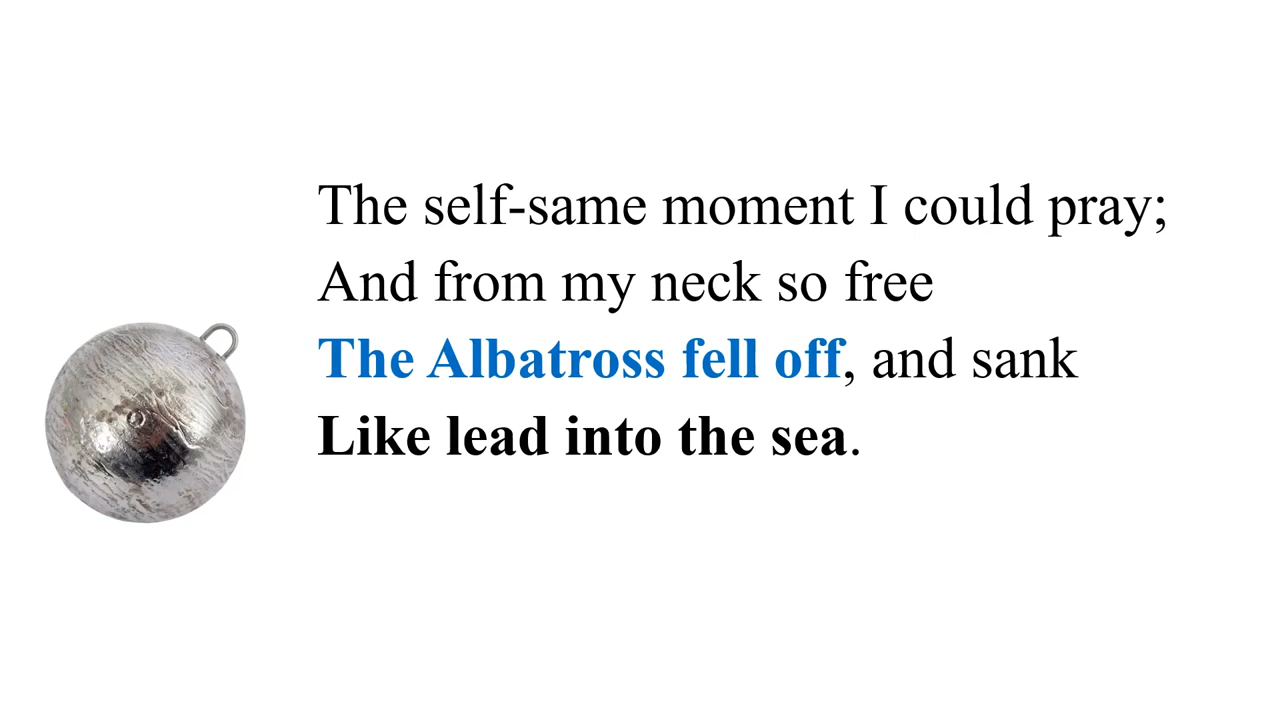 The self-same moment I could pray;
And from my neck so free
The Albatross fell off, and sank
Like lead into the sea.